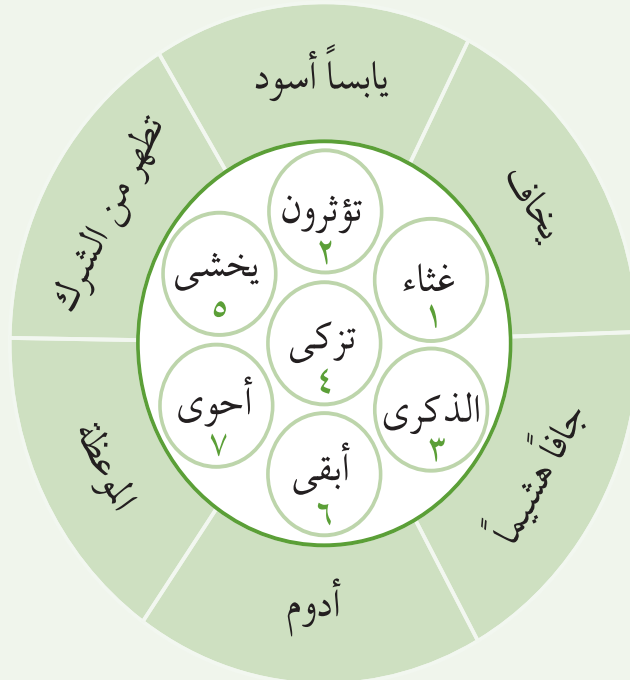 يابساً أسود
يخاف
جافاً هشيماً
أدوم
الموعظة
تطهر من الشرك
تؤثرون
٢
غثاء
١
يخشى
٥
تزكى
٤
الذكرى
٣
أحوى
٧
أبقى
٦